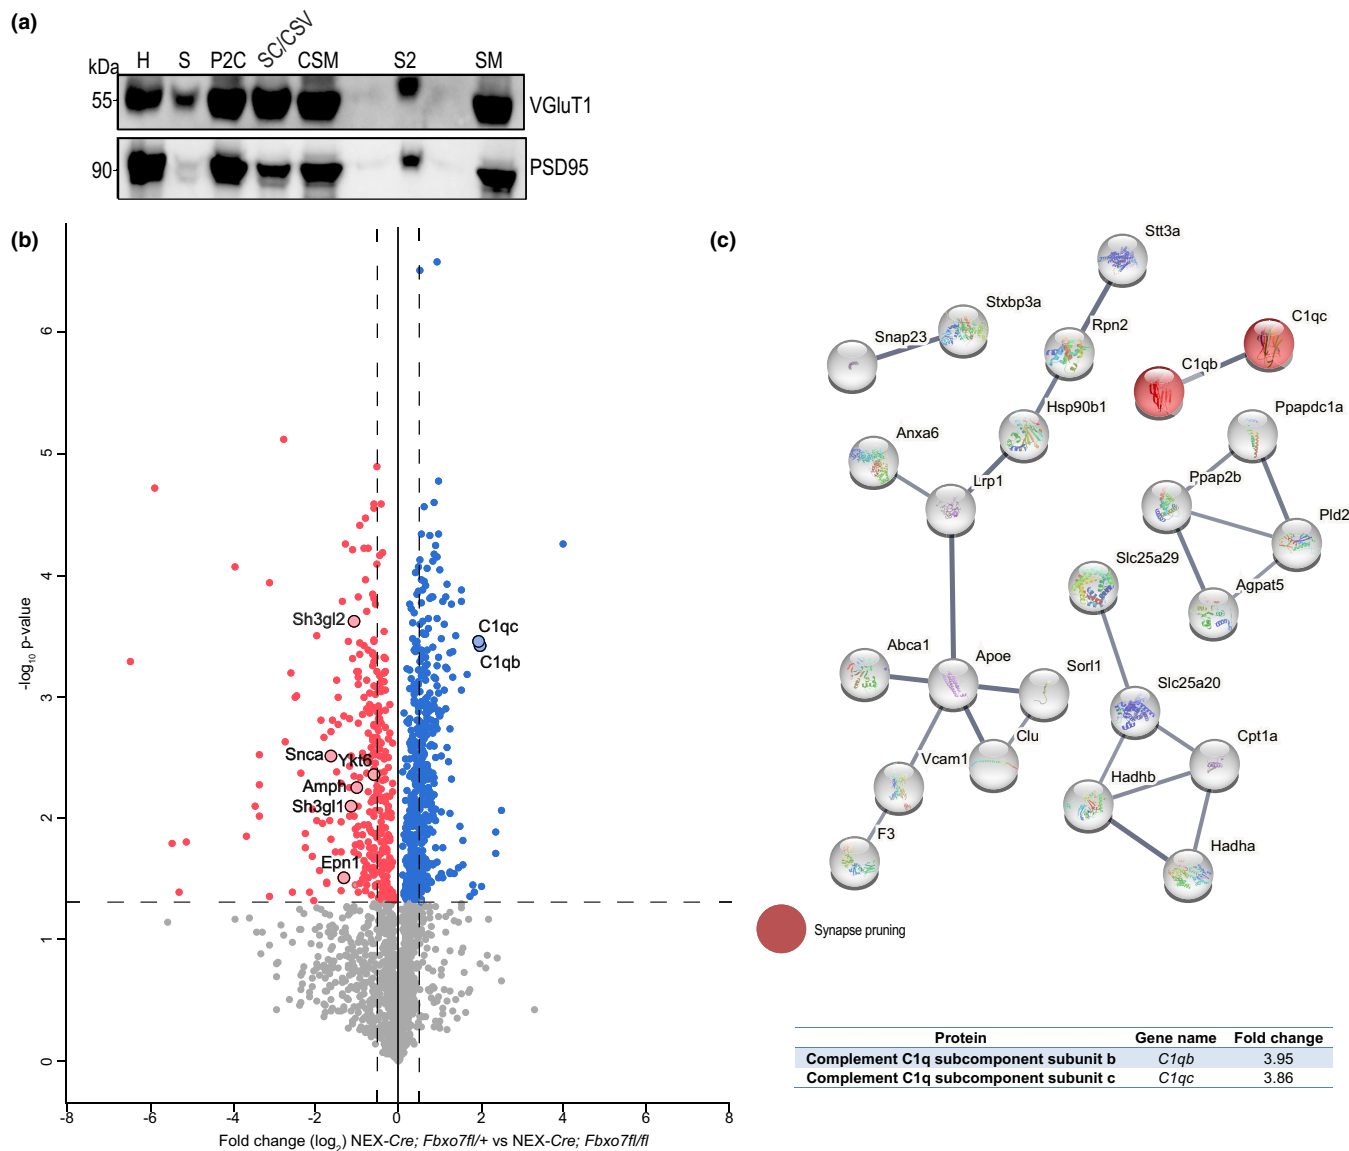 (a)
kDa H S P2C SC/CSV CSM S2 SM
55 VGluT1
90 PSD95
(b)
-log10 p-value
6
5
4
3
2
1
0
Sh3gl2
C1qc
C1qb
Snca
Ykt6
Amph
Sh3gl1
Epn1
-8 -6 -4 -2 0 2 4 6 8
Fold change (log2) NEX-Cre; Fbxo7fl/+ vs NEX-Cre; Fbxo7fl/fl
(c)
Stt3a
Stxbp3a
Snap23
Rpn2
C1qc
C1qb
Hsp90b1
Ppapdc1a
Anxa6
Lrp1
Ppap2b
Pld2
Slc25a29
Agpat5
Abca1
Apoe
Sorl1
Slc25a20
Clu
Cpt1a
Vcam1
Hadhb
F3
Hadha
Synapse pruning
Protein Gene name Fold change
Complement C1q subcomponent subunit b C1qb 3.95
Complement C1q subcomponent subunit c C1qc 3.86